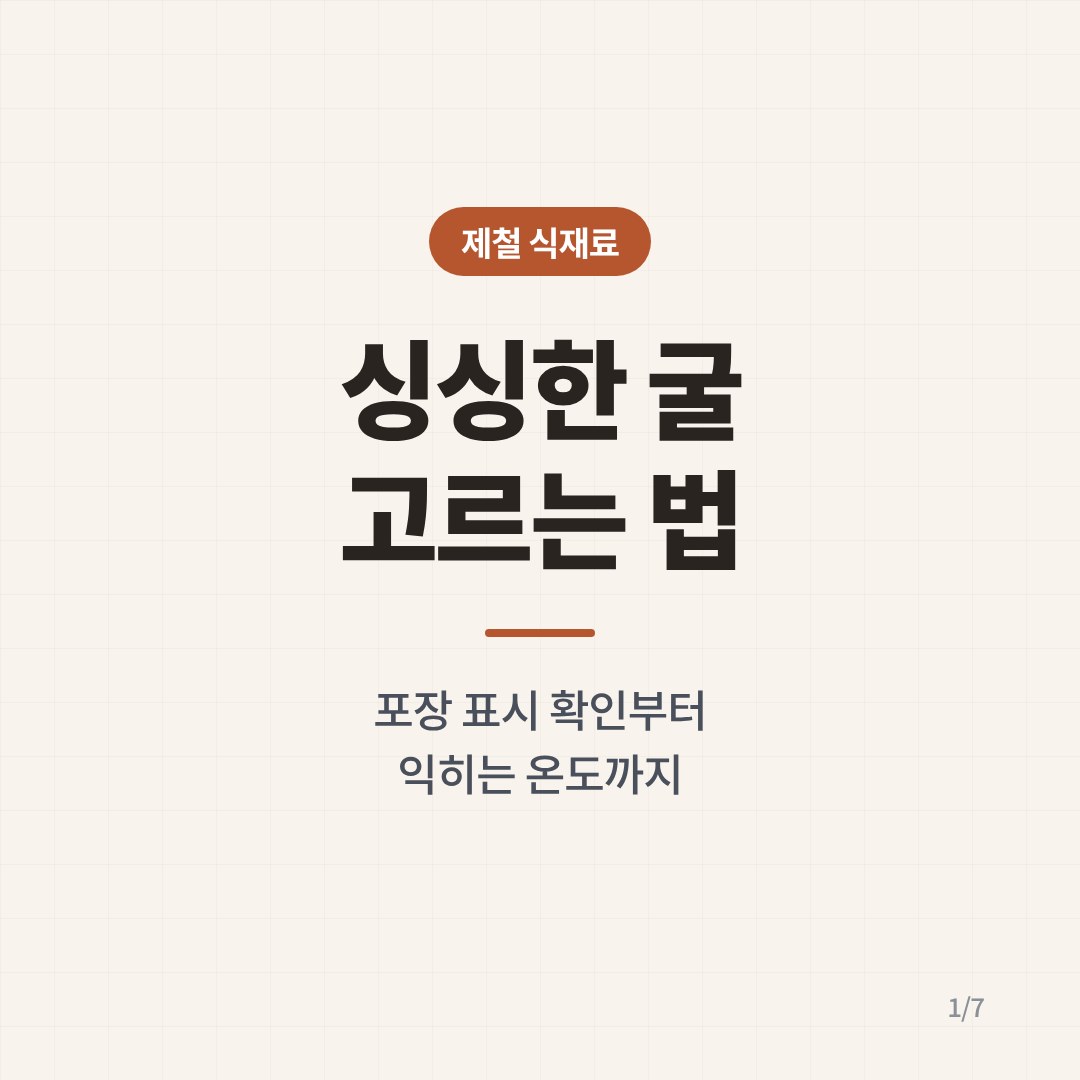 제철 식재료
싱싱한 굴
고르는 법
포장 표시 확인부터
익히는 온도까지
1/7